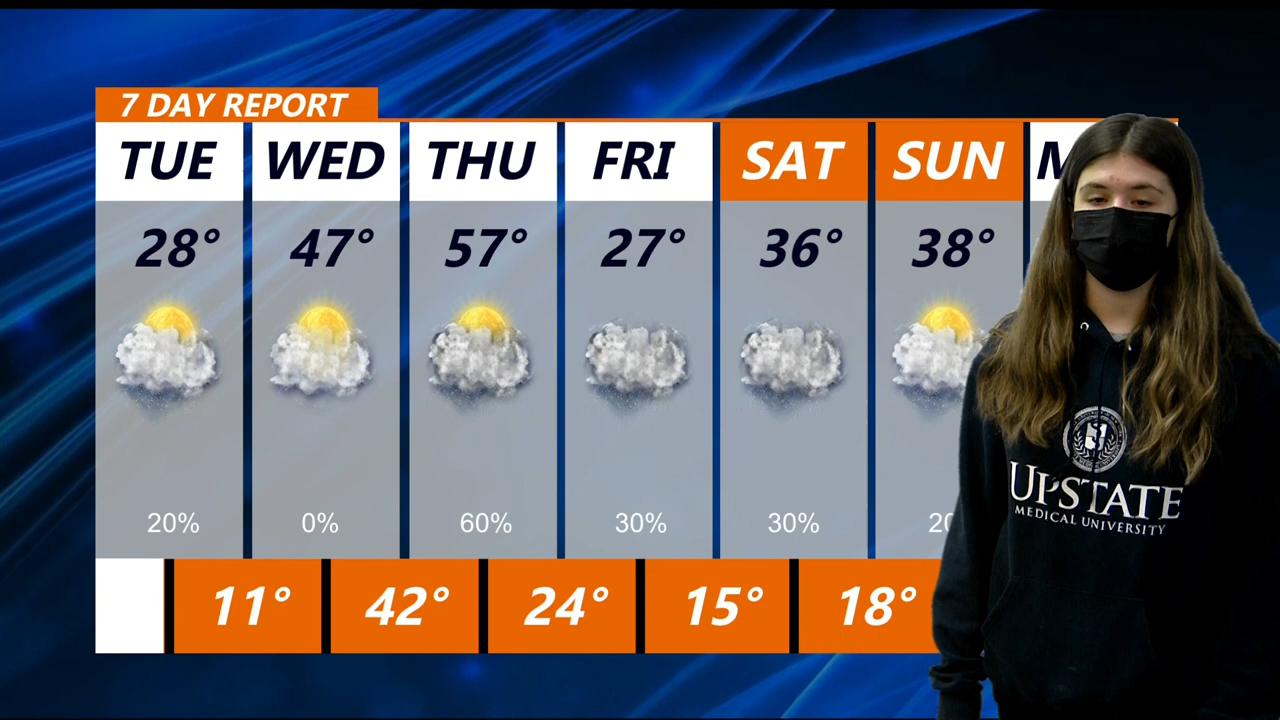 7 DAY REPORT
TUE WED THU FRI SAT SUN
28° 47° 57° 27° 36° 38°
20% 0% 60% 30% 30%
11° 42° 24° 15° 18°
UPSTATE
MEDICAL UNIVERSITY